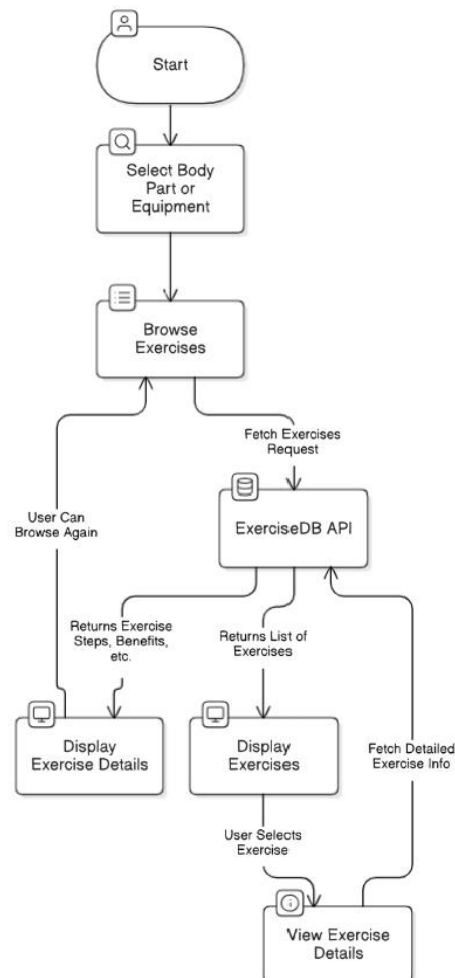 Start
Select Body
Part or
Equipment
Browse
Exercises
Fetch Exercises
Request
User Can
Browse Again
ExerciseDB API
Returns Exercise
Steps, Benefits,
etc.
Returns List of
Exercises
Display
Exercise Details
Display
Exercises
Fetch Detailed
Exercise Info
User Selects
Exercise
View Exercise
Details